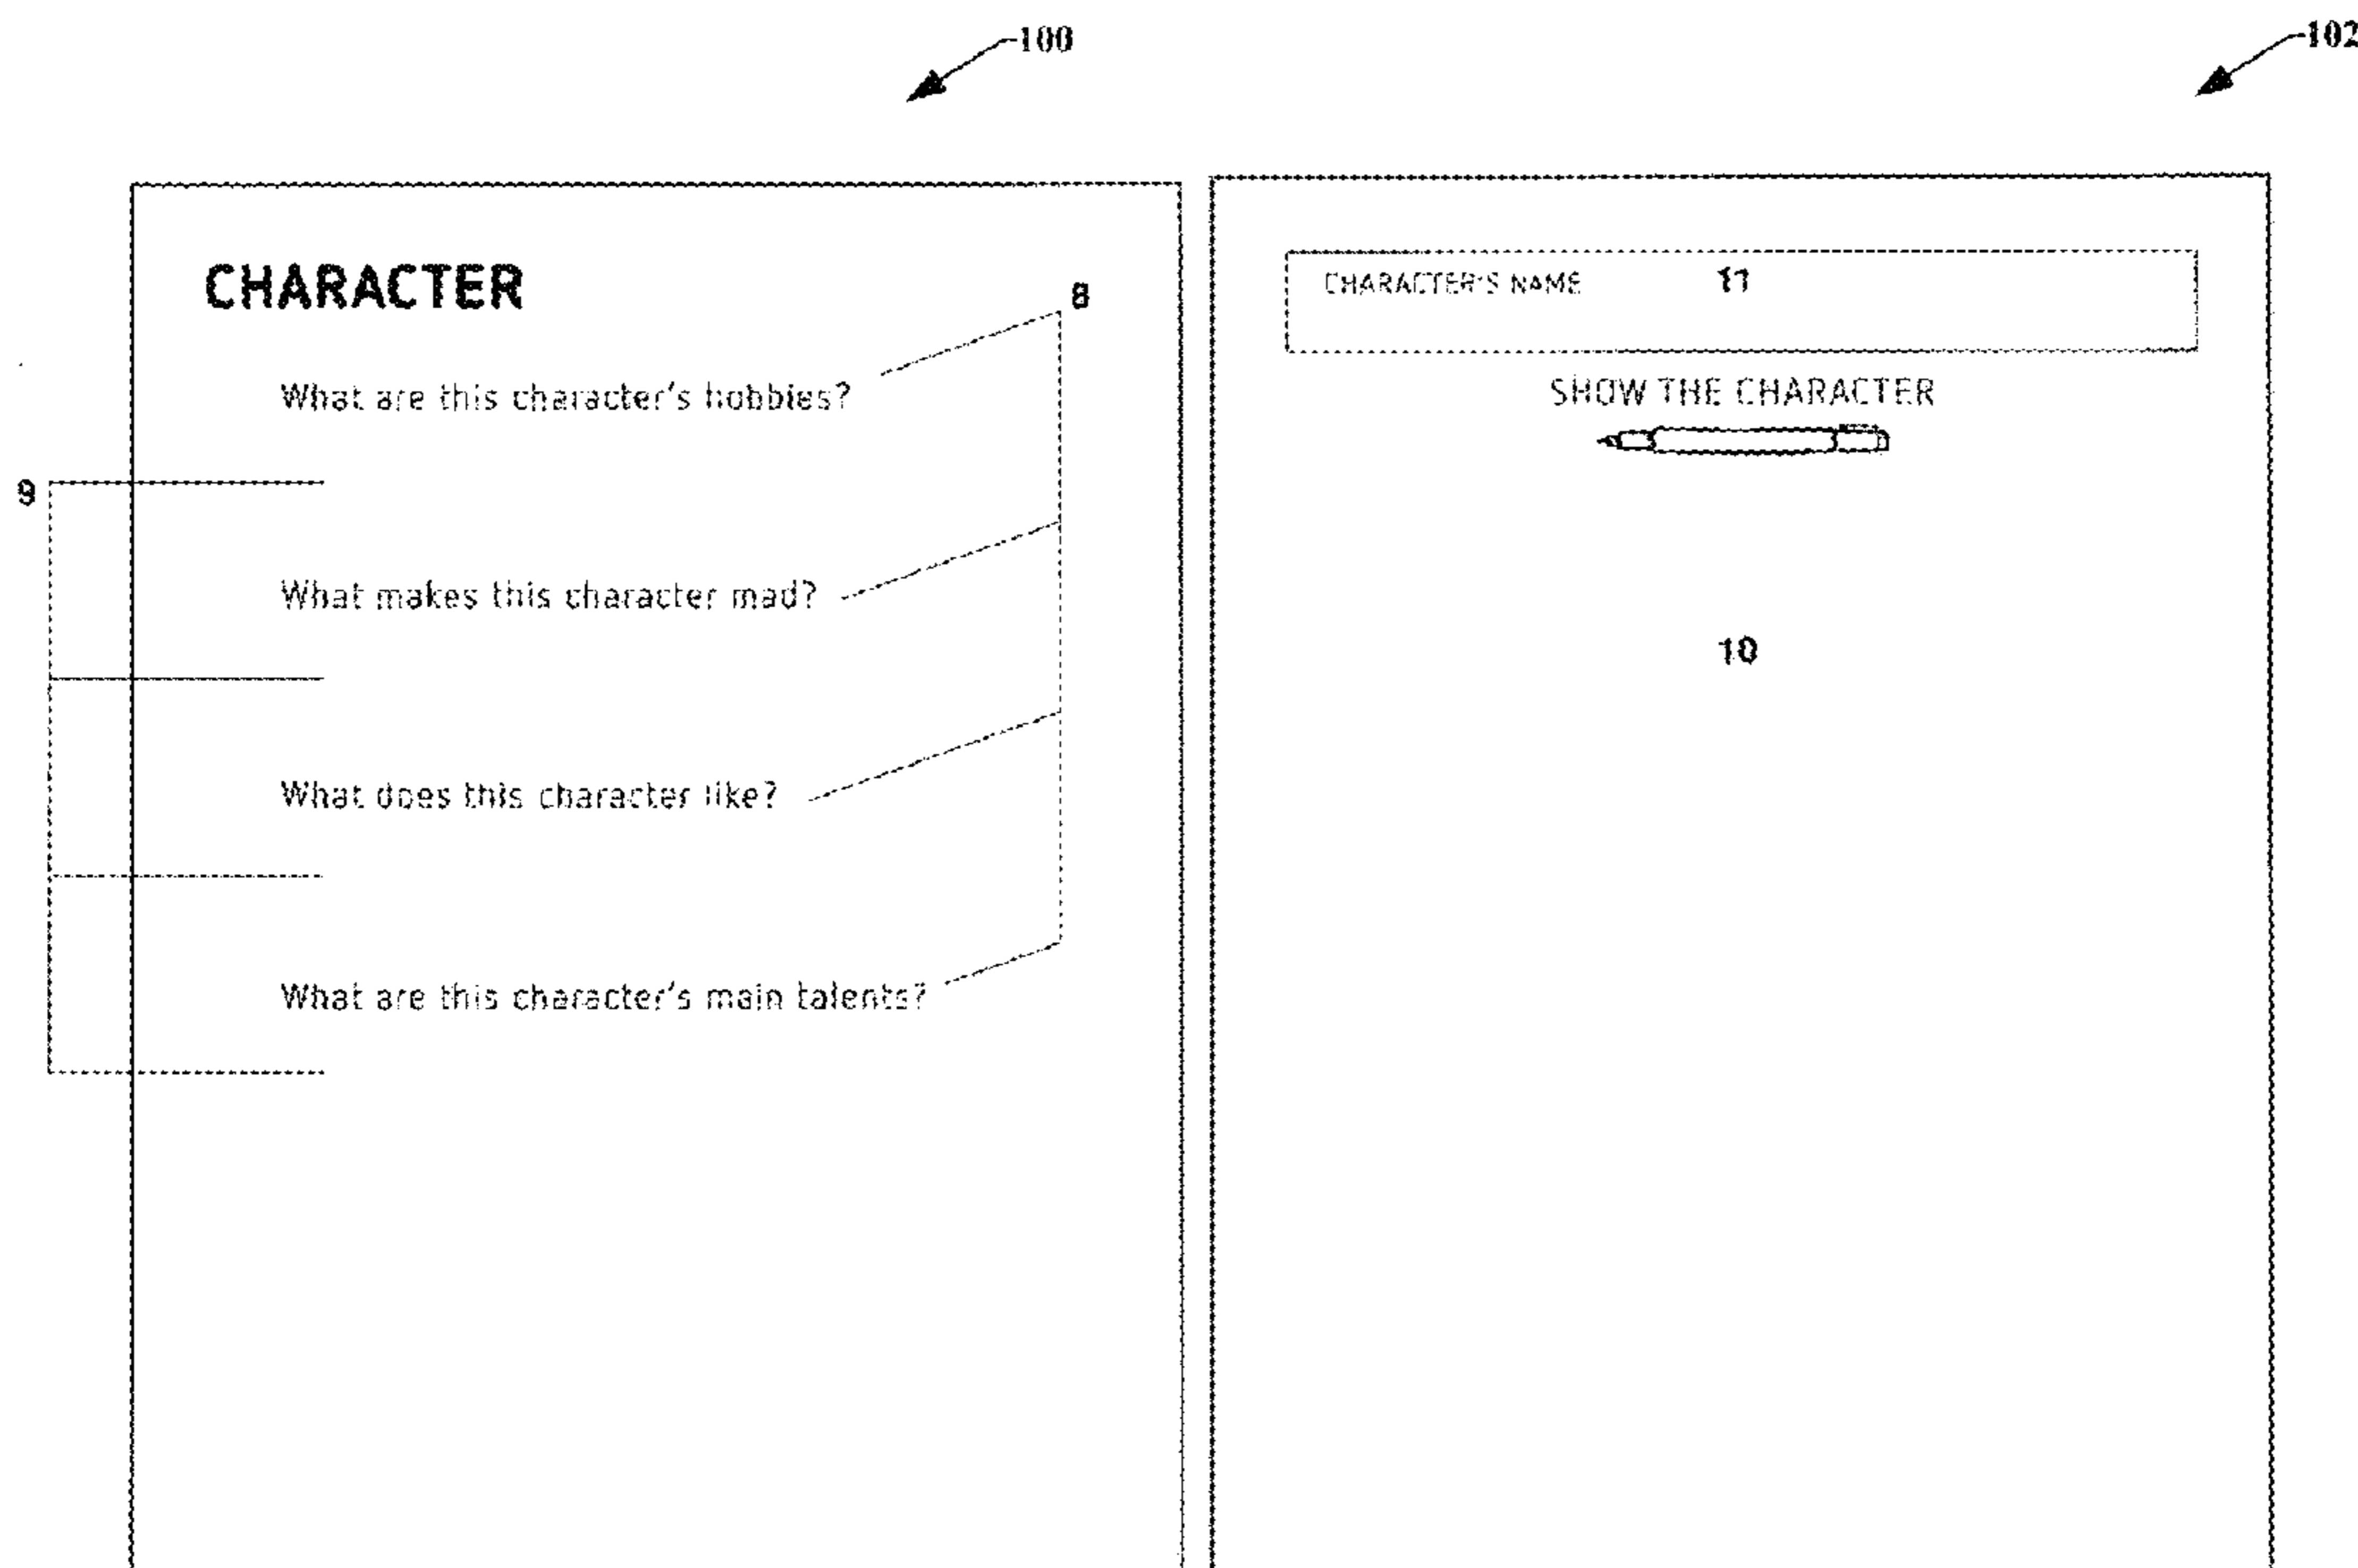 100
102
CHARACTER
8
What are this character's hobbies?
9
What makes this character mad?
What does this character like?
What are this character's main talents?
CHARACTER'S NAME 11
SHOW THE CHARACTER
10